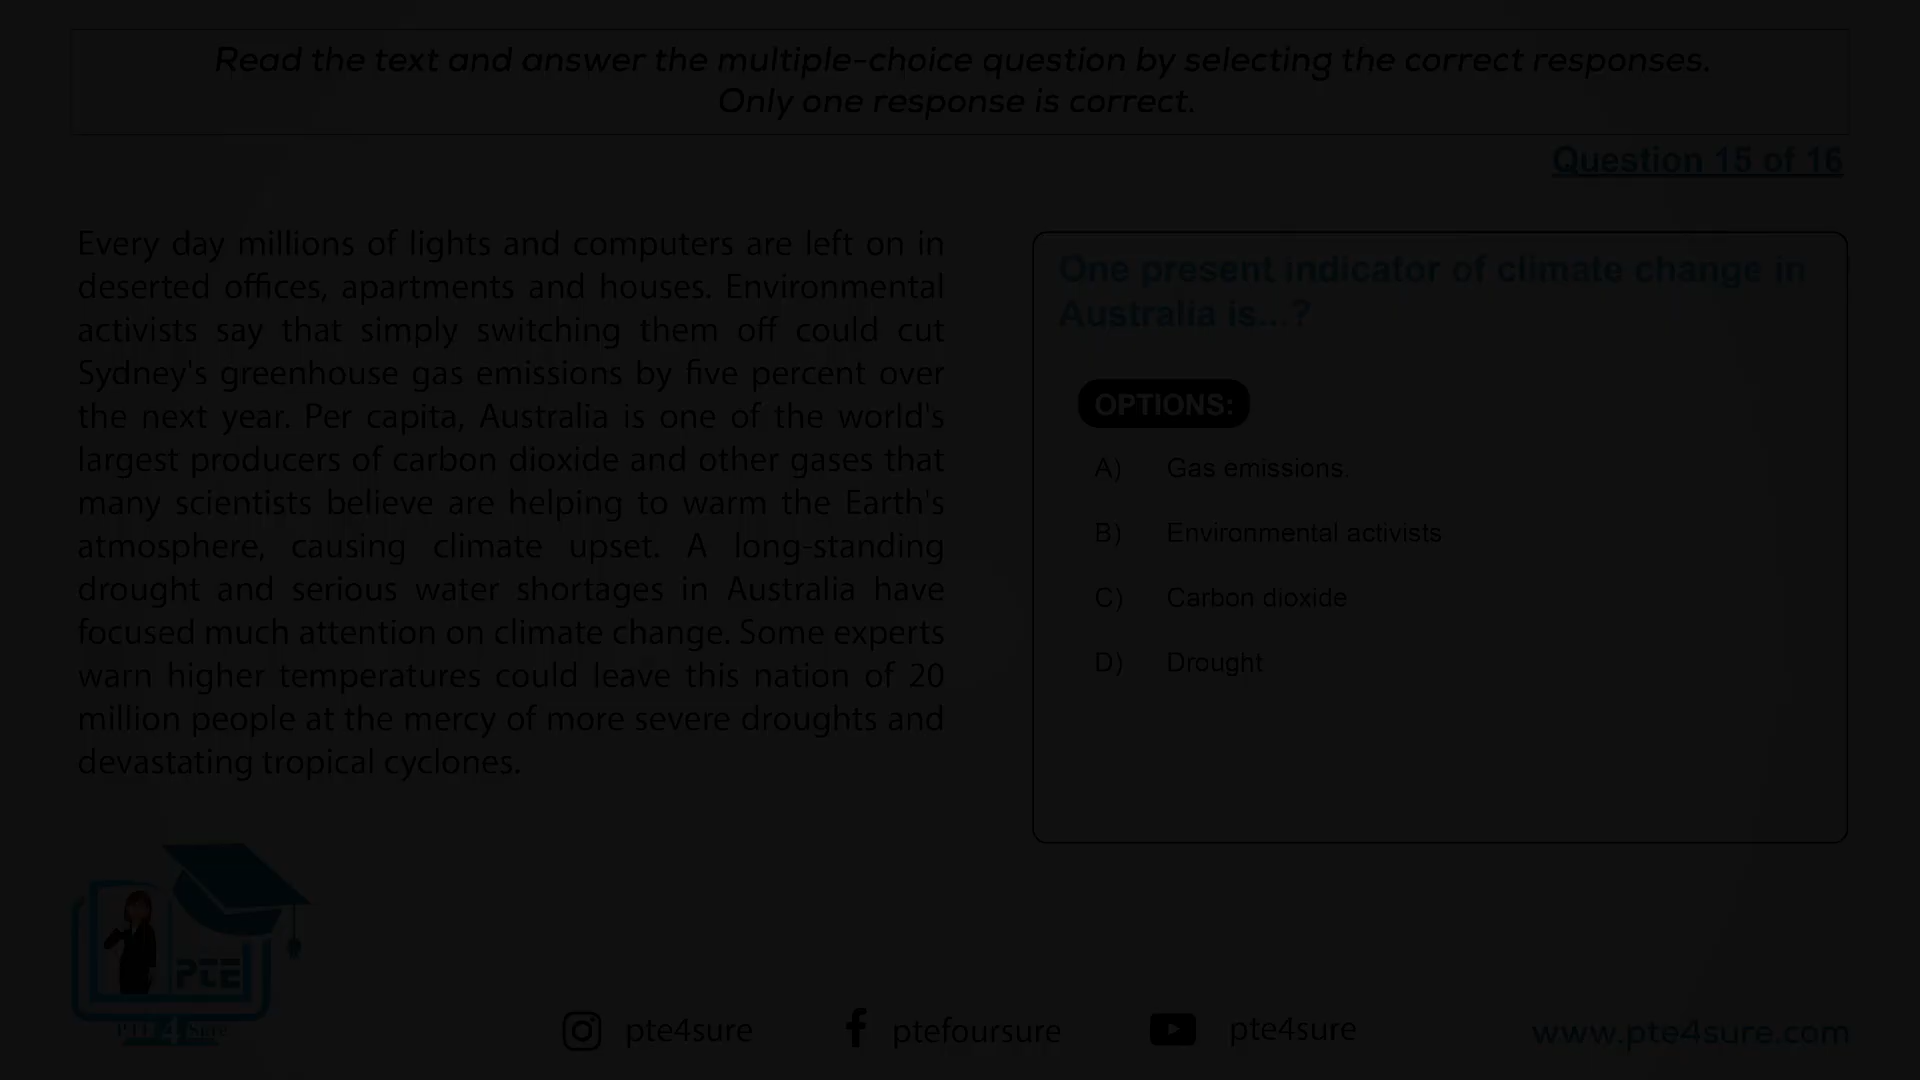 Read the text and answer the multiple-choice question by selecting the correct responses.
Only one response is correct.
Question 15 of 16
Every day millions of lights and computers are left on in
deserted offices, apartments and houses. Environmental
activists say that simply switching them off could cut
Sydney's greenhouse gas emissions by five percent over
the next year. Per capita, Australia is one of the world's
largest producers of carbon dioxide and other gases that
many scientists believe are helping to warm the Earth's
atmosphere, causing climate upset. A long-standing
drought and serious water shortages in Australia have
focused much attention on climate change. Some experts
warn higher temperatures could leave this nation of 20
million people at the mercy of more severe droughts and
devastating tropical cyclones.
One present indicator of climate change in
Australia is...?
OPTIONS:
A) Gas emissions.
B) Environmental activists
C) Carbon dioxide
D) Drought
PTE
PTE 4 Sure
pte4sure
ptefoursure
pte4sure
www.pte4sure.com